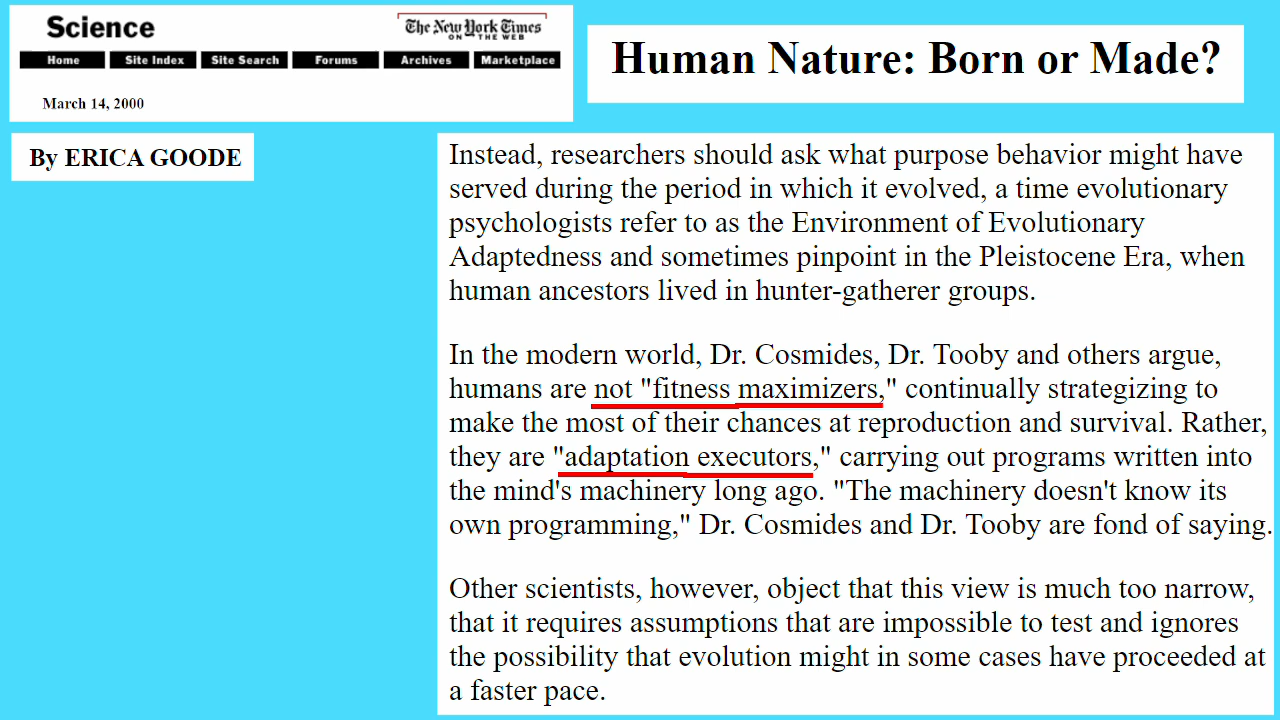 Science
The New York Times
ON THE WEB
Home Site Index Site Search Forums Archives Marketplace
March 14, 2000
Human Nature: Born or Made?
By ERICA GOODE
Instead, researchers should ask what purpose behavior might have
served during the period in which it evolved, a time evolutionary
psychologists refer to as the Environment of Evolutionary
Adaptedness and sometimes pinpoint in the Pleistocene Era, when
human ancestors lived in hunter-gatherer groups.
In the modern world, Dr. Cosmides, Dr. Tooby and others argue,
humans are not "fitness maximizers," continually strategizing to
make the most of their chances at reproduction and survival. Rather,
they are "adaptation executors," carrying out programs written into
the mind's machinery long ago. "The machinery doesn't know its
own programming," Dr. Cosmides and Dr. Tooby are fond of saying.
Other scientists, however, object that this view is much too narrow,
that it requires assumptions that are impossible to test and ignores
the possibility that evolution might in some cases have proceeded at
a faster pace.